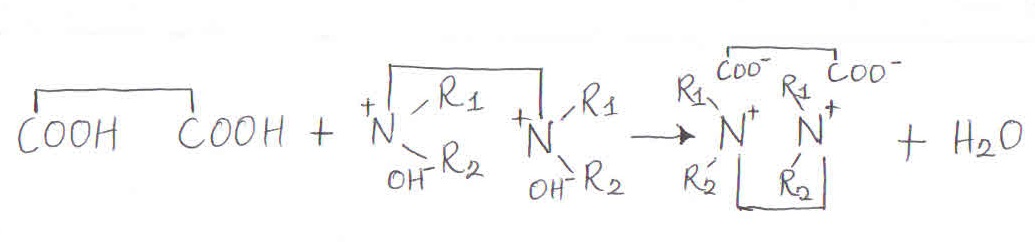 COOH COOH + +N R1 R2 OH- +N R1 R2 OH- → COO- COO- R1 N+ R2 R1 N+ R2 + H2O